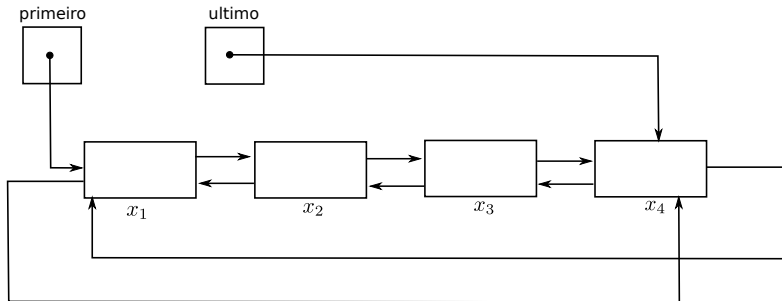 primeiro
ultimo
x₁
x₂
x₃
x₄